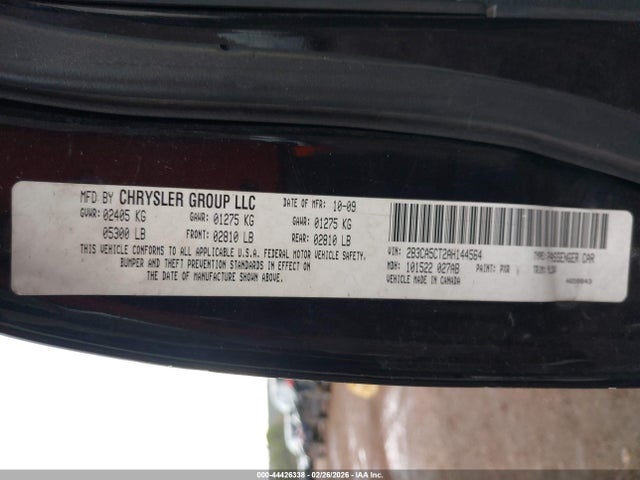 MFD BY CHRYSLER GROUP LLC DATE OF MFR: 10-09
GVWR: 02405 KG GAWR 01275 KG GAWR 01275 KG
05300 LB FRONT: 02810 LB REAR: 02810 LB
THIS VEHICLE CONFORMS TO ALL APPLICABLE U.S.A. FEDERAL MOTOR VEHICLE SAFETY,
BUMPER AND THEFT PREVENTION STANDARDS IN EFFECT ON
THE DATE OF MANUFACTURE SHOWN ABOVE.
VIN: 2B3CA5CT2AH144564 TYPE: PASSENGER CAR
MDH: 101522 027AB PAINT: PXR TRIM:
VEHICLE MADE IN CANADA
000-44426338 - 02/26/2026 - IAA, Inc.